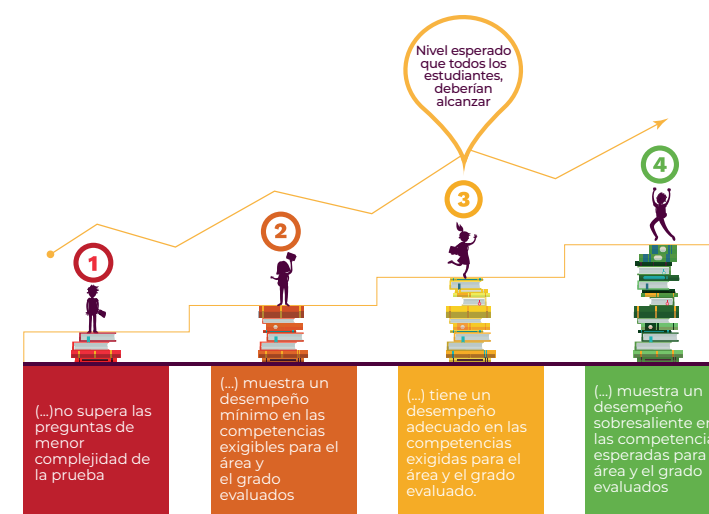 Nivel esperado
que todos los
estudiantes,
deberían
alcanzar
4
3
2
1
(...)no supera las
preguntas de
menor
complejidad de
la prueba
(...) muestra un
desempeño
mínimo en las
competencias
exigibles para el
área y
el grado
evaluados
(...) tiene un
desempeño
adecuado en las
competencias
exigidas para el
área y el grado
evaluado.
(...) muestra un
desempeño
sobresaliente en
las competencia
esperadas para
área y el grado
evaluados